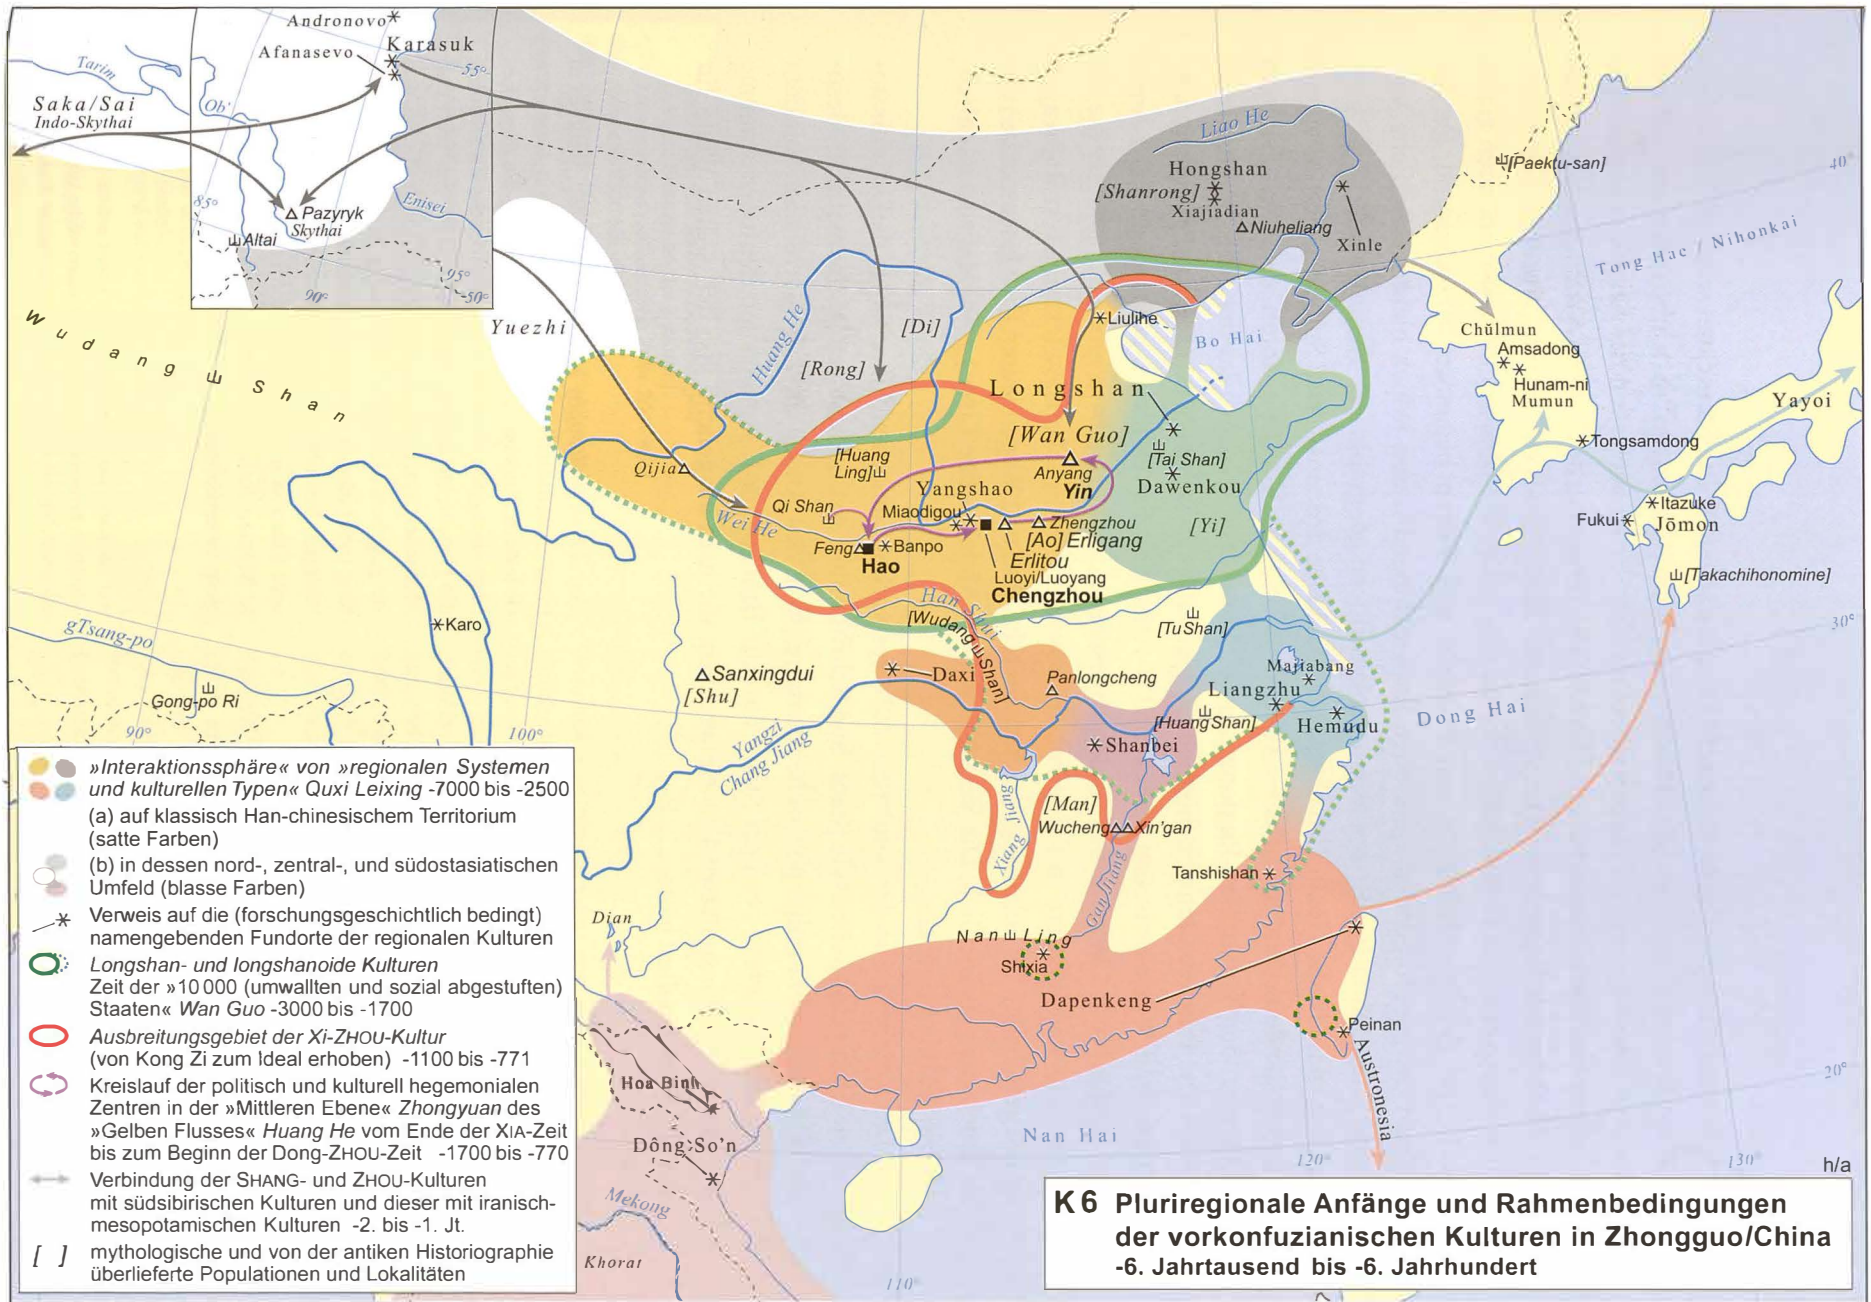 Andronovo
Afanasevo
Karasuk
55°
Tarim
Saka/Sai
Indo-Skythai
Ob'
85°
Pazyryk
Skythai
Altai
Enisei
95°
90°
50°
Wudang Shan
Yuezhi
Huang He
[Rong]
[Di]
Liao He
Hongshan
[Shanrong]
Xiajiadian
Niuheliang
Xinle
[Paektu-san]
40°
Tong Hae / Nihonkai
Liulihe
Bo Hai
Chŭlmun
Amsadong
Hunam-ni
Mumun
Yayoi
Tongsamdong
Itazuke
Fukui
Jōmon
[Takachihonomine]
30°
Longshan
[Wan Guo]
[Tai Shan]
Dawenkou
[Yi]
Anyang
Yin
[Huang
Ling]
Qijia
Yangshao
Qi Shan
Miaodigou
Wei He
Zhengzhou
[Ao] Erligang
Feng
Banpo
Hao
Erlitou
Luoyi/Luoyang
Chengzhou
Han Shui
[Wudang Shan]
[TuShan]
Karo
gTsang-po
Gong-po Ri
90°
100°
Sanxingdui
[Shu]
Daxi
Panlongcheng
Majiabang
Liangzhu
[Huang Shan]
Hemudu
Dong Hai
Shanbei
Yangzi
Chang Jiang
Xiang
Jiang
[Man]
Wucheng
Xin'gan
Gan Jiang
Tanshishan
Dian
Nan Ling
Shixia
Dapenkeng
Peinan
Austronesia
20°
Hoa Binh
Dông So'n
Mekong
Khorat
Nan Hai
110°
120°
130°
h/a
»Interaktionssphäre« von »regionalen Systemen
und kulturellen Typen« Quxi Leixing -7000 bis -2500
(a) auf klassisch Han-chinesischem Territorium
(satte Farben)
(b) in dessen nord-, zentral-, und südostasiatischen
Umfeld (blasse Farben)
Verweis auf die (forschungsgeschichtlich bedingt)
namengebenden Fundorte der regionalen Kulturen
Longshan- und longshanoide Kulturen
Zeit der »10 000 (umwallten und sozial abgestuften)
Staaten« Wan Guo -3000 bis -1700
Ausbreitungsgebiet der Xi-ZHOU-Kultur
(von Kong Zi zum Ideal erhoben) -1100 bis -771
Kreislauf der politisch und kulturell hegemonialen
Zentren in der »Mittleren Ebene« Zhongyuan des
»Gelben Flusses« Huang He vom Ende der XIA-Zeit
bis zum Beginn der Dong-ZHOU-Zeit -1700 bis -770
Verbindung der SHANG- und ZHOU-Kulturen
mit südsibirischen Kulturen und dieser mit iranisch-
mesopotamischen Kulturen -2. bis -1. Jt.
[ ] mythologische und von der antiken Historiographie
überlieferte Populationen und Lokalitäten
K 6 Pluriregionale Anfänge und Rahmenbedingungen
der vorkonfuzianischen Kulturen in Zhongguo/China
-6. Jahrtausend bis -6. Jahrhundert